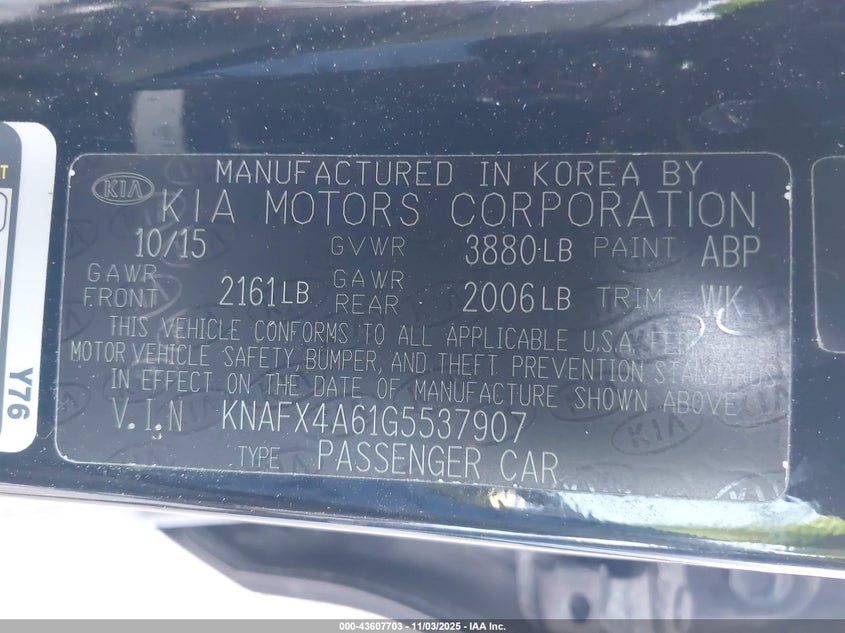 MANUFACTURED IN KOREA BY
KIA
KIA MOTORS CORPORATION
10/15 GVWR 3880 LB PAINT ABP
GAWR FRONT 2161LB GAWR REAR 2006LB TRIM WK
THIS VEHICLE CONFORMS TO ALL APPLICABLE U.S.A. FED
MOTOR VEHICLE SAFETY, BUMPER, AND THEFT PREVENTION STANDARDS
IN EFFECT ON THE DATE OF MANUFACTURE SHOWN ABOVE
V.I.N KNAFX4A61G5537907
TYPE PASSENGER CAR
Y76
000-43607703 - 11/03/2025 - IAA Inc.